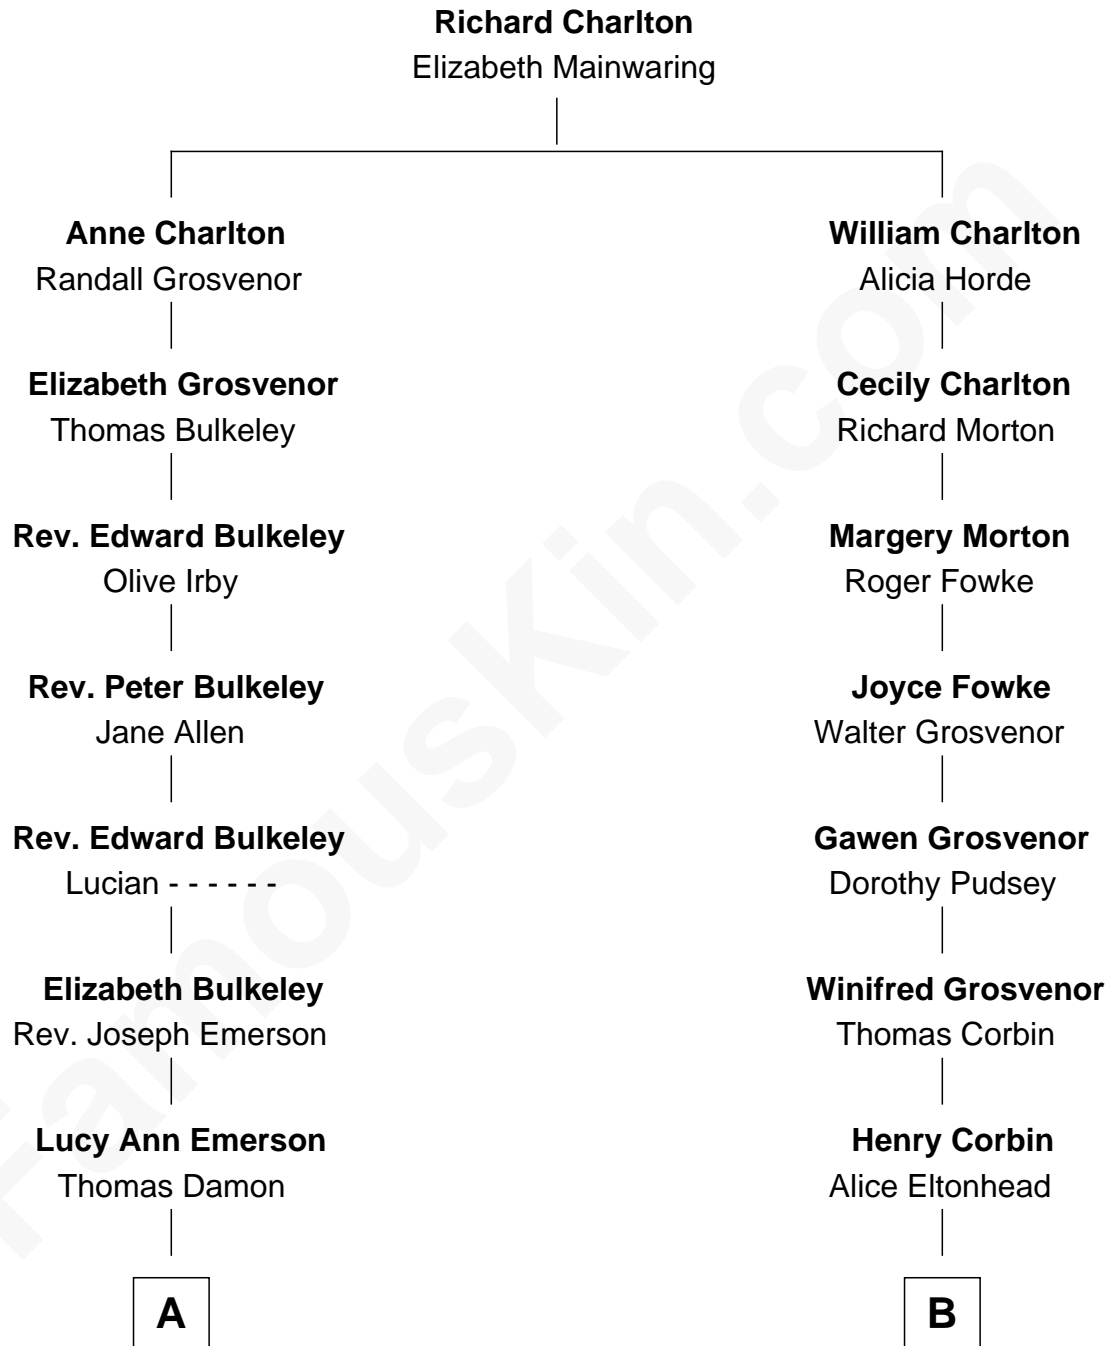 Richard Charlton
Elizabeth Mainwaring
Anne Charlton
Randall Grosvenor
William Charlton
Alicia Horde
Elizabeth Grosvenor
Thomas Bulkeley
Cecily Charlton
Richard Morton
Rev. Edward Bulkeley
Olive Irby
Margery Morton
Roger Fowke
Rev. Peter Bulkeley
Jane Allen
Joyce Fowke
Walter Grosvenor
Rev. Edward Bulkeley
Lucian - - - - - -
Gawen Grosvenor
Dorothy Pudsey
Elizabeth Bulkeley
Rev. Joseph Emerson
Winifred Grosvenor
Thomas Corbin
Lucy Ann Emerson
Thomas Damon
Henry Corbin
Alice Eltonhead
A
B
FamousKin.com